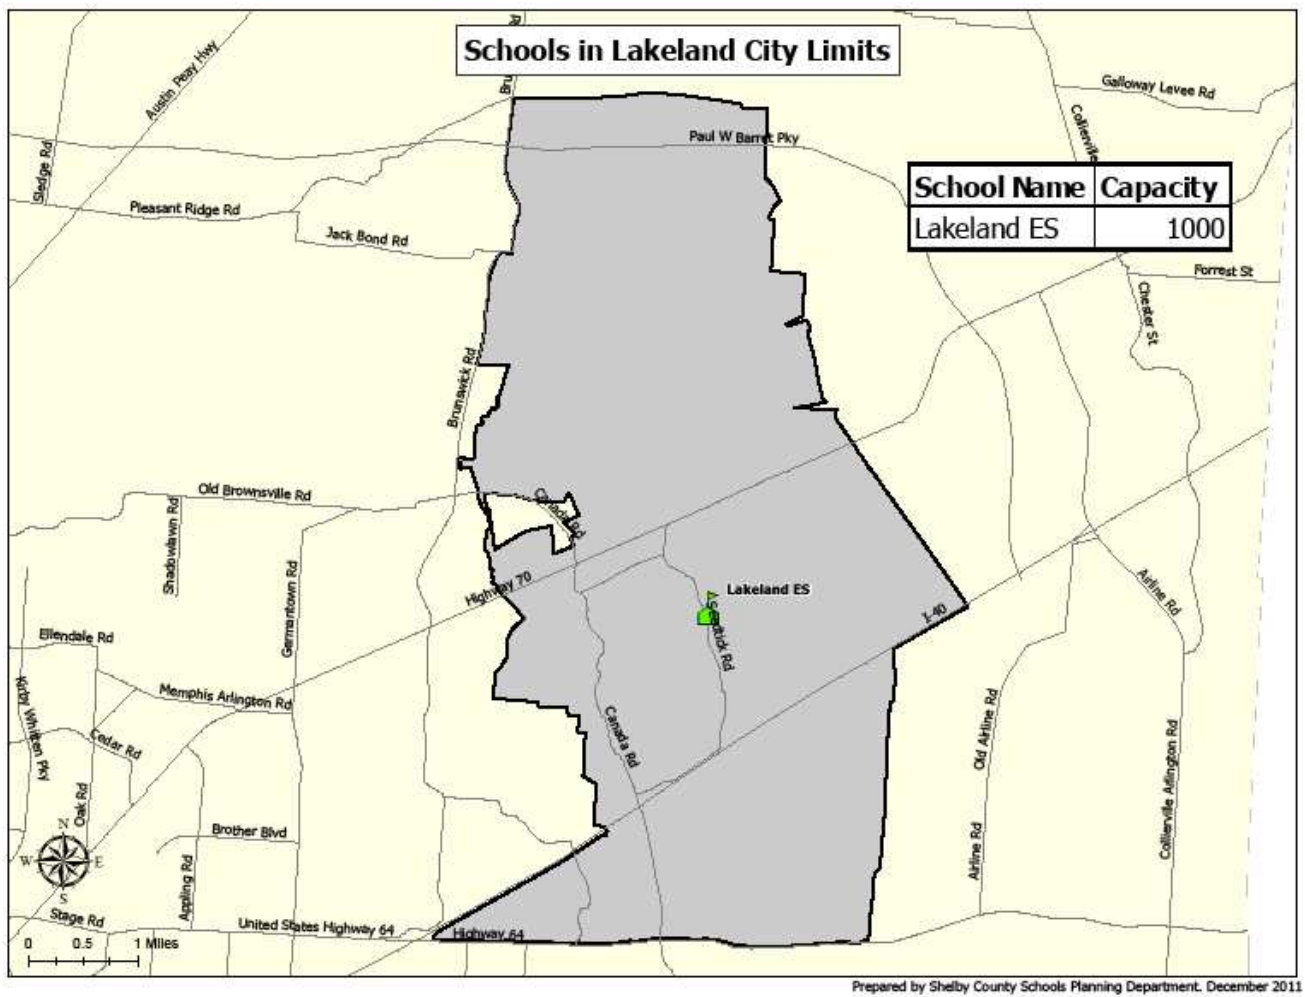 Schools in Lakeland City Limits
Bru
Austin Peay Hwy
Galloway Levee Rd
Collierville
Paul W Barret Pky
Sledge Rd
School Name Capacity
Lakeland ES 1000
Pleasant Ridge Rd
Jack Bond Rd
Forrest St
Chester St
Brunswick Rd
Old Brownsville Rd
Canada Rd
Shadowlawn Rd
Highway 70
Lakeland ES
Airline Rd
Germantown Rd
I-40
Ellendale Rd
Kirby Whitten Pky
Memphis Arlington Rd
Canada Rd
Cedar Rd
Old Airline Rd
Collierville Arlington Rd
Oak Rd
N
W E
S
Brother Blvd
Airline Rd
Appling Rd
Stage Rd
United States Highway 64
Highway 64
0 0.5 1 Miles
Prepared by Shelby County Schools Planning Department. December 2011